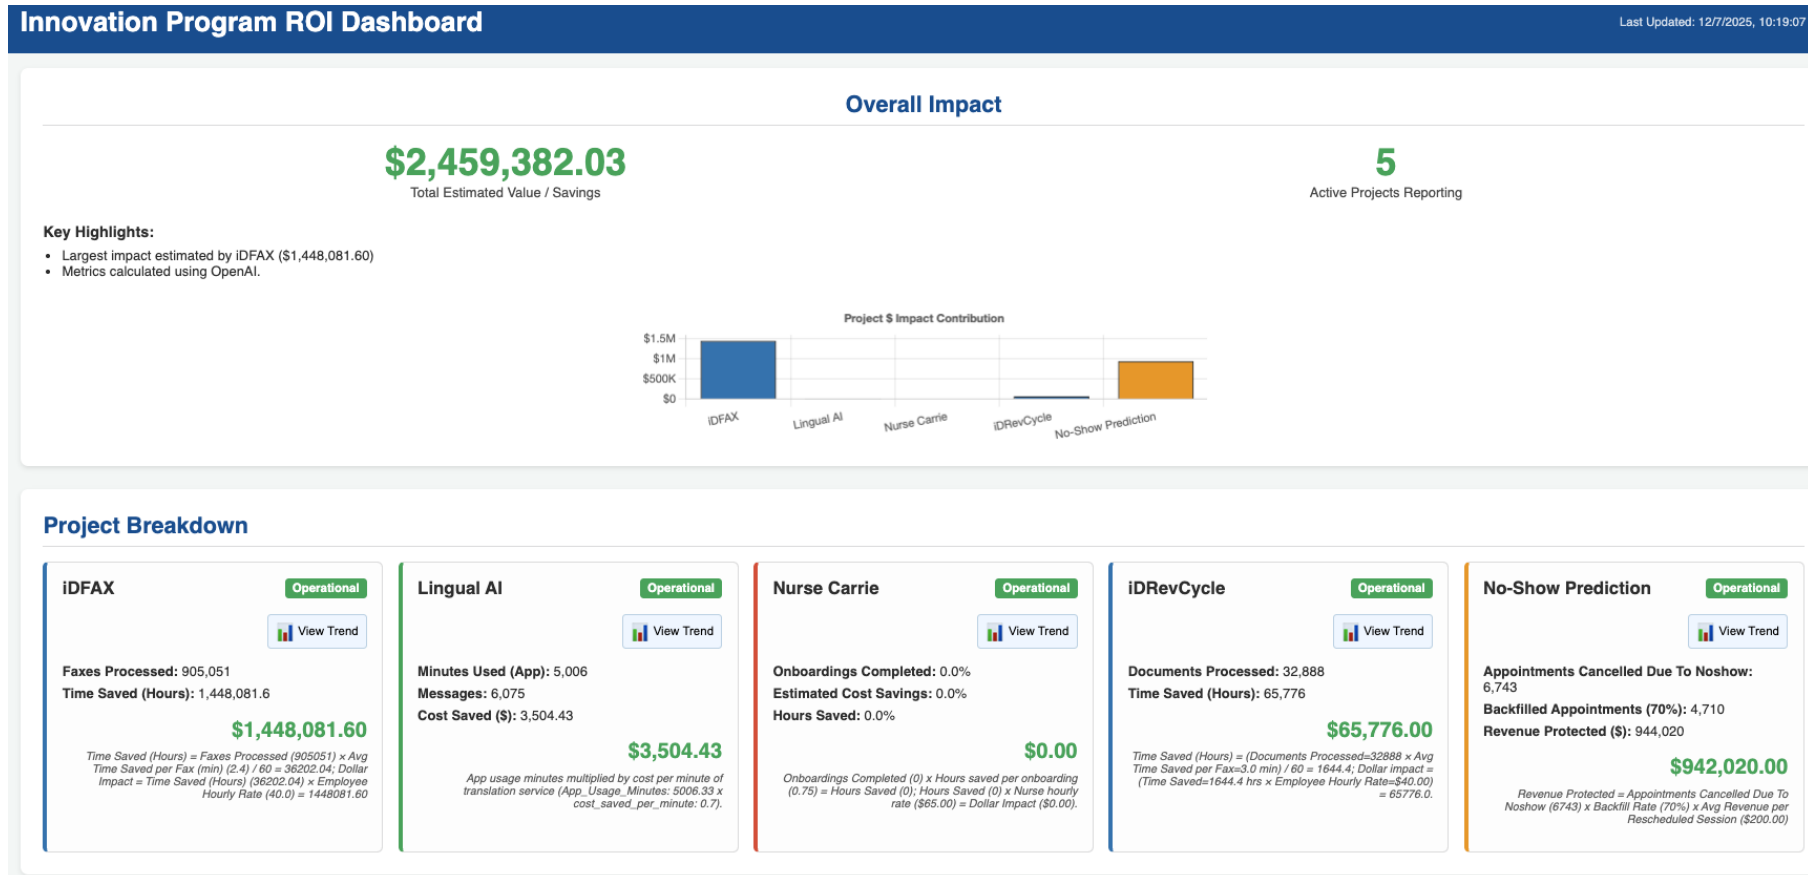 Innovation Program ROI Dashboard
Last Updated: 12/7/2025, 10:19:07
Overall Impact
$2,459,382.03
Total Estimated Value / Savings
5
Active Projects Reporting
Key Highlights:
• Largest impact estimated by iDFAX ($1,448,081.60)
• Metrics calculated using OpenAI.
Project $ Impact Contribution
$1.5M
$1M
$500K
$0
iDFAX
Lingual AI
Nurse Carrie
iDRevCycle
No-Show Prediction
Project Breakdown
iDFAX
Operational
View Trend
Faxes Processed: 905,051
Time Saved (Hours): 1,448,081.6
$1,448,081.60
Time Saved (Hours) = Faxes Processed (905051) × Avg
Time Saved per Fax (min) (2.4) / 60 = 36202.04; Dollar
Impact = Time Saved (Hours) (36202.04) × Employee
Hourly Rate (40.0) = 1448081.60
Lingual AI
Operational
View Trend
Minutes Used (App): 5,006
Messages: 6,075
Cost Saved ($): 3,504.43
$3,504.43
App usage minutes multiplied by cost per minute of
translation service (App_Usage_Minutes: 5006.33 x
cost_saved_per_minute: 0.7).
Nurse Carrie
Operational
View Trend
Onboardings Completed: 0.0%
Estimated Cost Savings: 0.0%
Hours Saved: 0.0%
$0.00
Onboardings Completed (0) x Hours saved per onboarding
(0.75) = Hours Saved (0); Hours Saved (0) x Nurse hourly
rate ($65.00) = Dollar Impact ($0.00).
iDRevCycle
Operational
View Trend
Documents Processed: 32,888
Time Saved (Hours): 65,776
$65,776.00
Time Saved (Hours) = (Documents Processed=32888 × Avg
Time Saved per Fax=3.0 min) / 60 = 1644.4; Dollar impact =
(Time Saved=1644.4 hrs × Employee Hourly Rate=$40.00)
= 65776.0.
No-Show Prediction
Operational
View Trend
Appointments Cancelled Due To Noshow:
6,743
Backfilled Appointments (70%): 4,710
Revenue Protected ($): 944,020
$942,020.00
Revenue Protected = Appointments Cancelled Due To
Noshow (6743) x Backfill Rate (70%) x Avg Revenue per
Rescheduled Session ($200.00)